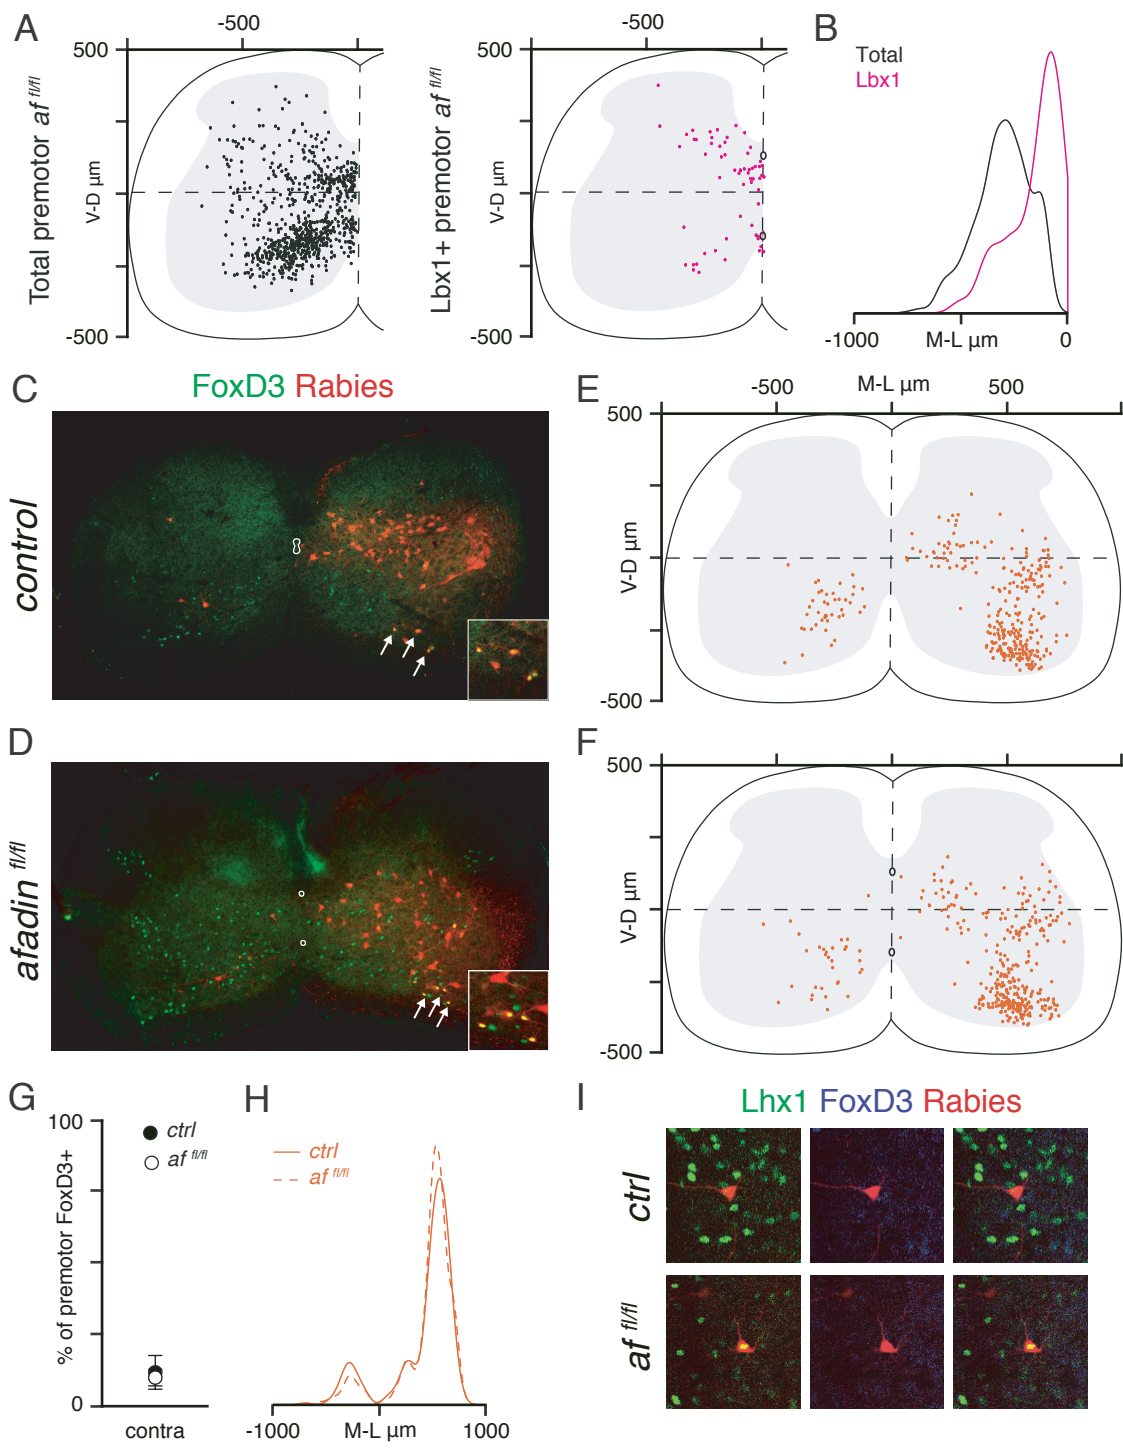 A
-500
500
-500
V-D µm
Total premotor af fl/fl
-500
500
-500
V-D µm
Lbx1+ premotor af fl/fl
B
Total
Lbx1
-1000
M-L µm
0
C
FoxD3 Rabies
control
D
afadin fl/fl
E
-500
M-L µm
500
500
-500
V-D µm
F
500
-500
V-D µm
G
100
0
% of premotor FoxD3+
ctrl
af fl/fl
contra
H
ctrl
af fl/fl
-1000
M-L µm
1000
I
Lhx1 FoxD3 Rabies
ctrl
af fl/fl